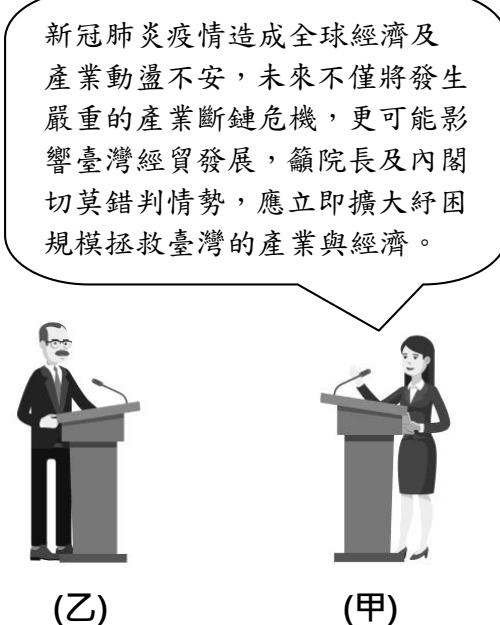 新冠肺炎疫情造成全球經濟及
產業動盪不安，未來不僅將發生
嚴重的產業斷鏈危機，更可能影
響臺灣經貿發展，籲院長及內閣
切莫錯判情勢，應立即擴大紓困
規模拯救臺灣的產業與經濟。
(乙) (甲)